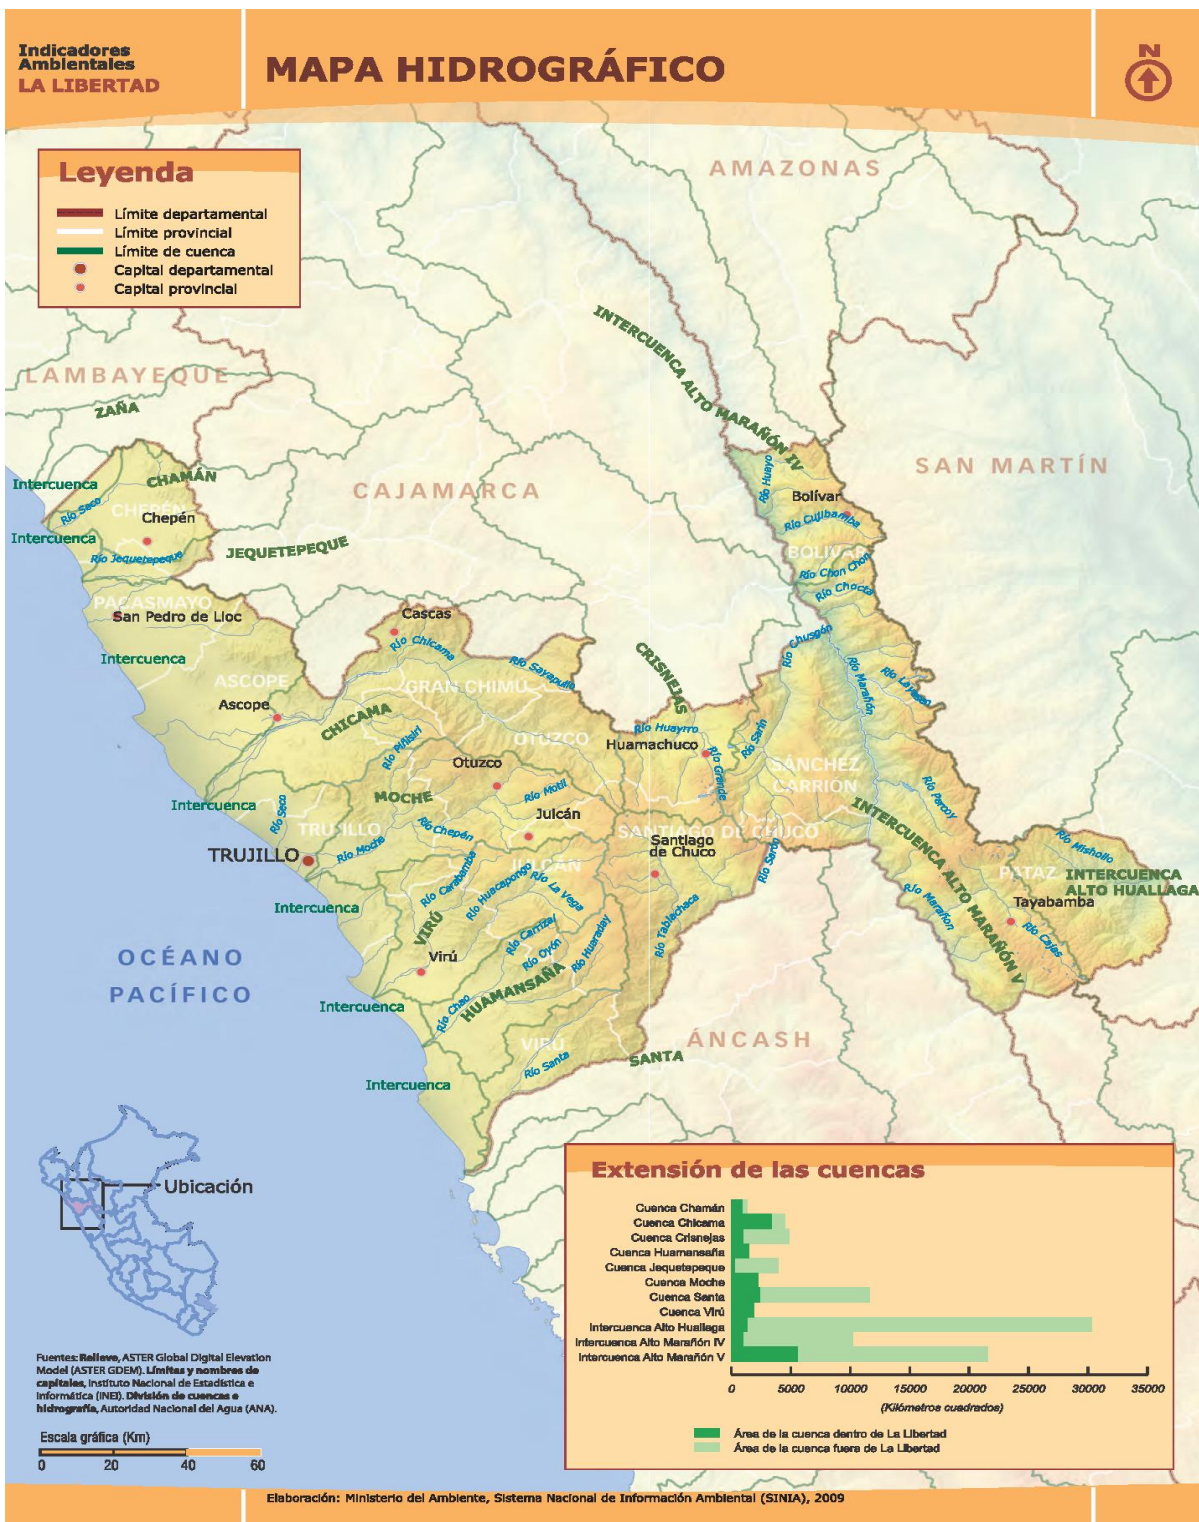 Indicadores
Ambientales
LA LIBERTAD
MAPA HIDROGRÁFICO
N
Leyenda
Límite departamental
Límite provincial
Límite de cuenca
Capital departamental
Capital provincial
AMAZONAS
LAMBAYEQUE
ZAÑA
INTERCUENCA ALTO MARAÑÓN IV
SAN MARTÍN
CAJAMARCA
CHAMÁN
Intercuenca
Río Seco
CHEPÉN
Chepén
Intercuenca
Río Jequetepeque
JEQUETEPEQUE
Río Huayo
Bolívar
Río Cujibamba
BOLÍVAR
Río Chon Chon
Río Chocta
PACASMAYO
San Pedro de Lloc
Intercuenca
Cascas
Río Chicama
Río Sayapullo
CRISNEJAS
Río Chusgón
Río Marañón
Río Layasen
ASCOPE
Ascope
GRAN CHIMÚ
CHICAMA
OTUZCO
Río Piñisiri
Río Huayrro
Huamachuco
Río Grande
Río Sarín
SÁNCHEZ
CARRIÓN
Otuzco
Río Motil
MOCHE
Julcán
Intercuenca
Río Seco
TRUJILLO
TRUJILLO
Río Moche
Río Chepén
JULCÁN
SANTIAGO DE CHUCO
Santiago
de Chuco
Río Sarón
INTERCUENCA ALTO MARAÑÓN V
Río Parcoy
Río Mishollo
PATAZ
INTERCUENCA
ALTO HUALLAGA
Tayabamba
Río Cajas
Río Marañon
Río Carabamba
Río Huacapongo
Río La Vega
Intercuenca
VIRÚ
Virú
Río Carrizal
Río Oyón
Río Huaraday
Río Tablachaca
OCÉANO
PACÍFICO
HUAMANSAÑA
Río Chao
Intercuenca
VIRÚ
Río Santa
SANTA
ÁNCASH
Intercuenca
Ubicación
Extensión de las cuencas
Cuenca Chamán
Cuenca Chicama
Cuenca Crisnejas
Cuenca Huamansaña
Cuenca Jequetepeque
Cuenca Moche
Cuenca Santa
Cuenca Virú
Intercuenca Alto Huallaga
Intercuenca Alto Marañón IV
Intercuenca Alto Marañón V
0 5000 10000 15000 20000 25000 30000 35000
(Kilómetros cuadrados)
Área de la cuenca dentro de La Libertad
Área de la cuenca fuera de La Libertad
Fuentes: Relieve, ASTER Global Digital Elevation
Model (ASTER GDEM). Límites y nombres de
capitales, Instituto Nacional de Estadística e
Informática (INEI). División de cuencas e
hidrografía, Autoridad Nacional del Agua (ANA).
Escala gráfica (Km)
0 20 40 60
Elaboración: Ministerio del Ambiente, Sistema Nacional de Información Ambiental (SINIA), 2009